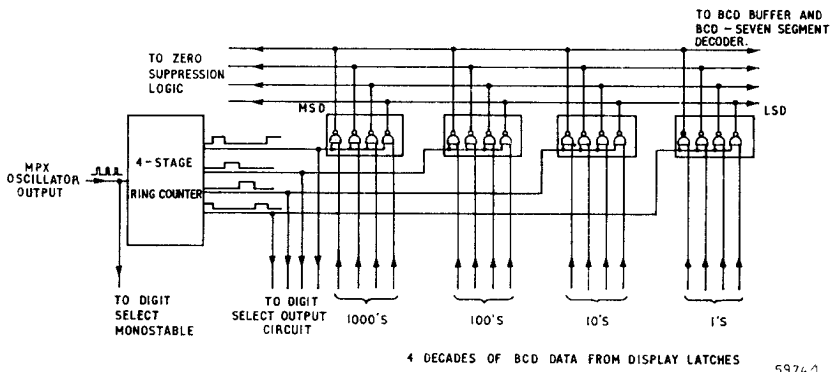 TO BCD BUFFER AND
BCD - SEVEN SEGMENT
DECODER.
TO ZERO
SUPPRESSION
LOGIC
MSD
LSD
MPX
OSCILLATOR
OUTPUT
4-STAGE
RING COUNTER
TO DIGIT
SELECT
MONOSTABLE
TO DIGIT
SELECT OUTPUT
CIRCUIT
1000'S
100'S
10'S
1'S
4 DECADES OF BCD DATA FROM DISPLAY LATCHES